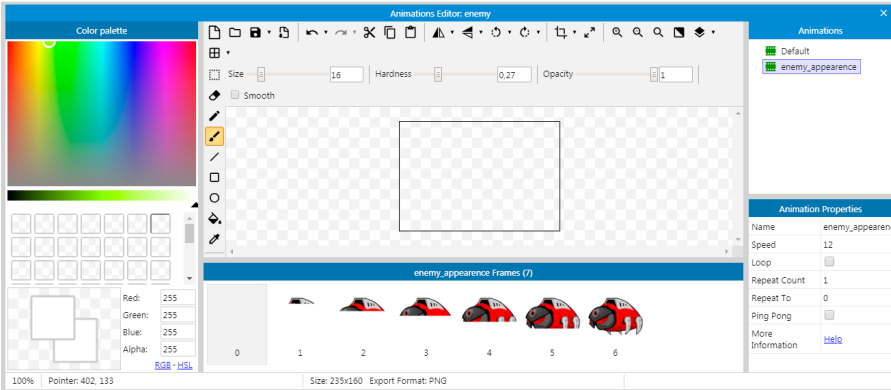 Animations Editor: enemy
Color palette
Size 16 Hardness 0,27 Opacity 1
Smooth
enemy_appearence Frames (7)
0 1 2 3 4 5 6
Red: 255
Green: 255
Blue: 255
Alpha: 255
RGB - HSL
Animations
Default
enemy_appearence
Animation Properties
Name enemy_appearen
Speed 12
Loop
Repeat Count 1
Repeat To 0
Ping Pong
More Information Help
100% Pointer: 402, 133 Size: 235x160 Export Format: PNG